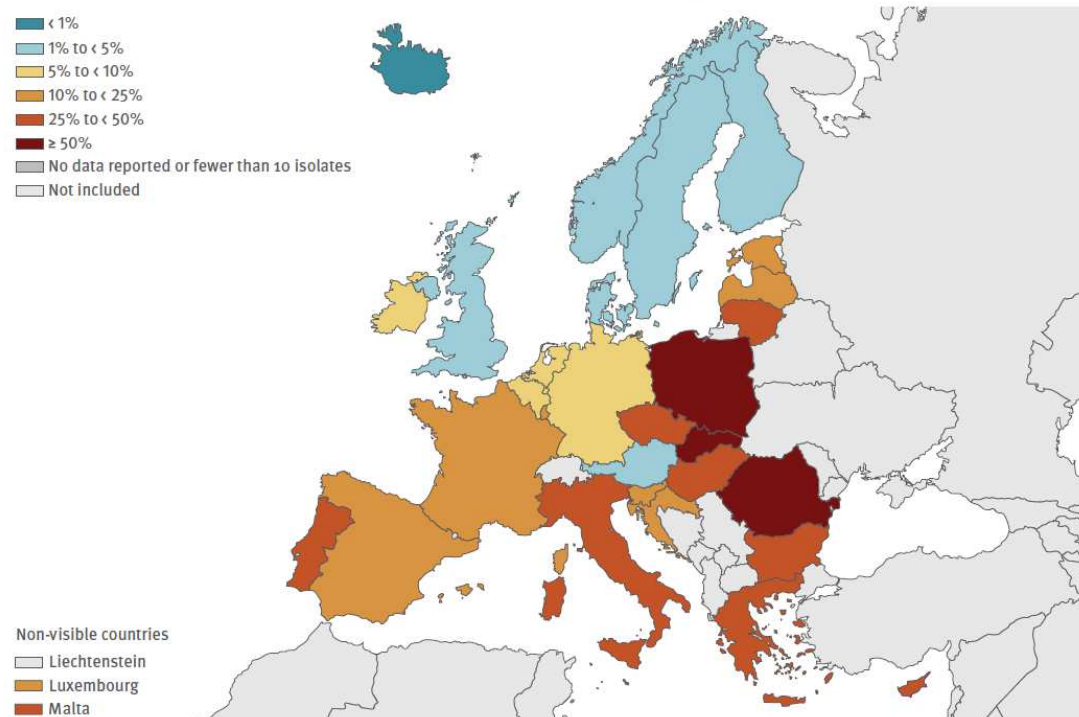 < 1%
1% to < 5%
5% to < 10%
10% to < 25%
25% to < 50%
≥ 50%
No data reported or fewer than 10 isolates
Not included
Non-visible countries
Liechtenstein
Luxembourg
Malta